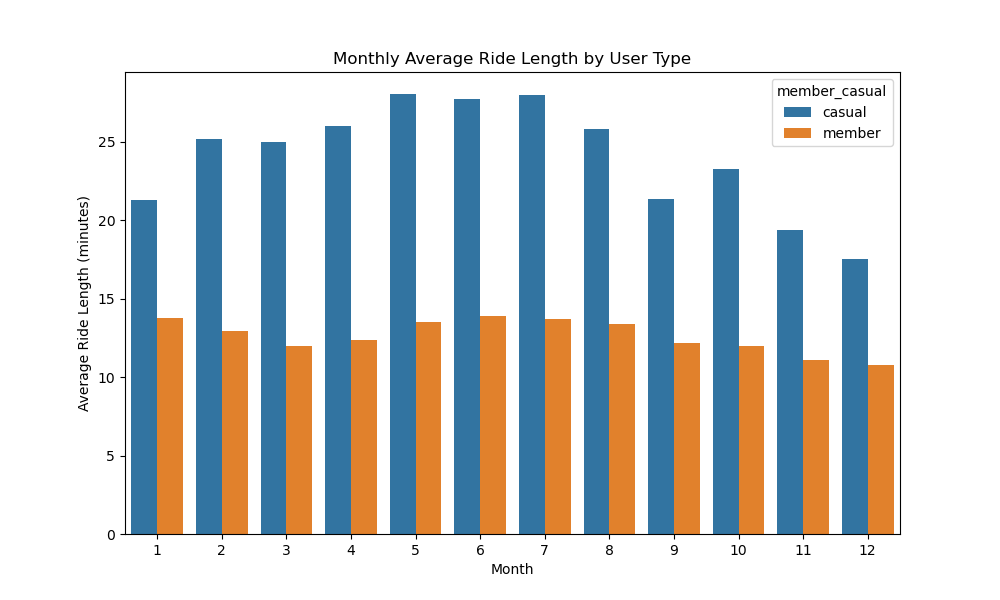 Monthly Average Ride Length by User Type
member_casual
casual
member
Average Ride Length (minutes)
25
20
15
10
5
0
1 2 3 4 5 6 7 8 9 10 11 12
Month